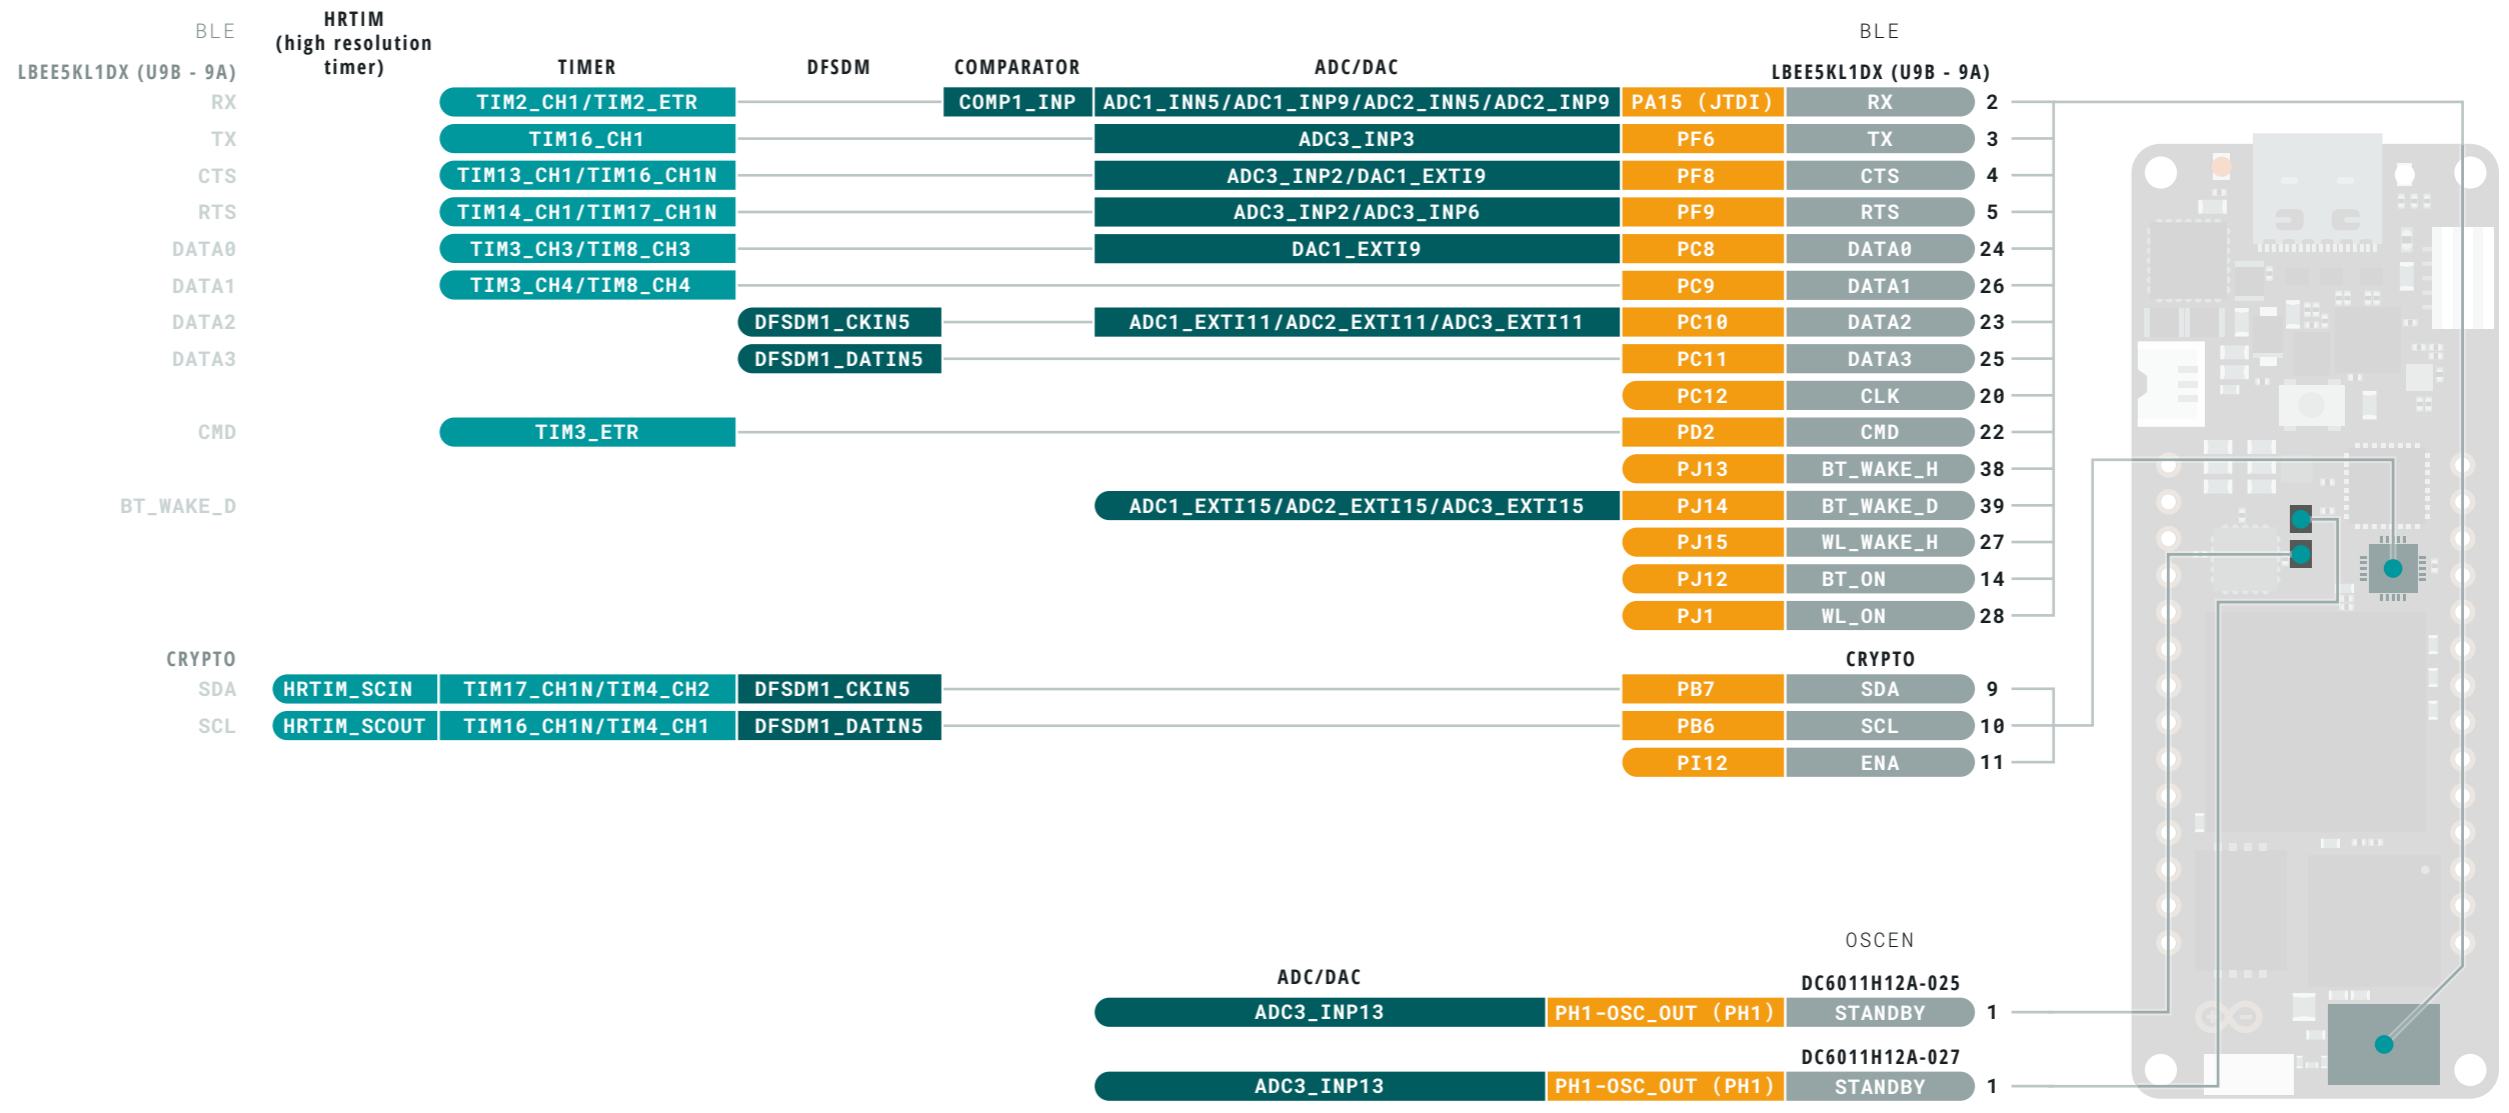 BLE
LBEE5KL1DX (U9B - 9A)
HRTIM
(high resolution
timer)
TIMER
DFSDM
COMPARATOR
ADC/DAC
BLE
LBEE5KL1DX (U9B - 9A)
RX TIM2_CH1/TIM2_ETR COMP1_INP ADC1_INN5/ADC1_INP9/ADC2_INN5/ADC2_INP9 PA15 (JTDI) RX 2
TX TIM16_CH1 ADC3_INP3 PF6 TX 3
CTS TIM13_CH1/TIM16_CH1N ADC3_INP2/DAC1_EXTI9 PF8 CTS 4
RTS TIM14_CH1/TIM17_CH1N ADC3_INP2/ADC3_INP6 PF9 RTS 5
DATA0 TIM3_CH3/TIM8_CH3 DAC1_EXTI9 PC8 DATA0 24
DATA1 TIM3_CH4/TIM8_CH4 PC9 DATA1 26
DATA2 DFSDM1_CKIN5 ADC1_EXTI11/ADC2_EXTI11/ADC3_EXTI11 PC10 DATA2 23
DATA3 DFSDM1_DATIN5 PC11 DATA3 25
PC12 CLK 20
CMD TIM3_ETR PD2 CMD 22
PJ13 BT_WAKE_H 38
BT_WAKE_D ADC1_EXTI15/ADC2_EXTI15/ADC3_EXTI15 PJ14 BT_WAKE_D 39
PJ15 WL_WAKE_H 27
PJ12 BT_ON 14
PJ1 WL_ON 28
CRYPTO CRYPTO
SDA HRTIM_SCIN TIM17_CH1N/TIM4_CH2 DFSDM1_CKIN5 PB7 SDA 9
SCL HRTIM_SCOUT TIM16_CH1N/TIM4_CH1 DFSDM1_DATIN5 PB6 SCL 10
PI12 ENA 11
OSCEN
ADC/DAC DC6011H12A-025
ADC3_INP13 PH1-OSC_OUT (PH1) STANDBY 1
DC6011H12A-027
ADC3_INP13 PH1-OSC_OUT (PH1) STANDBY 1